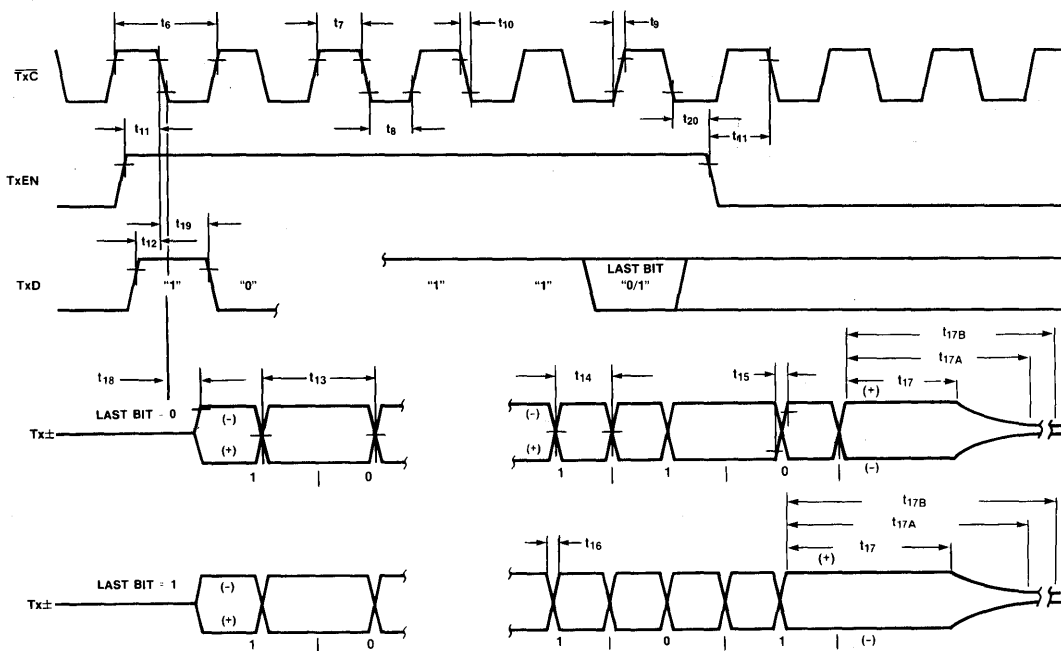 t6 t7 t10 t9
TxC
t11 t8 t20 t41
TxEN
t19
t12
TxD "1" "0" "1" "1" LAST BIT "0/1"
t17B
t17A
t18 t13 t14 t15 t17
LAST BIT = 0 (-) (-) (+)
Tx±
(+) (+) (-)
1 | 0 1 | 1 | 0 |
t17B
t17A
t16 t17
LAST BIT = 1 (-) (+)
Tx±
(+) (-)
1 | 0 1 | 0 | 1 |